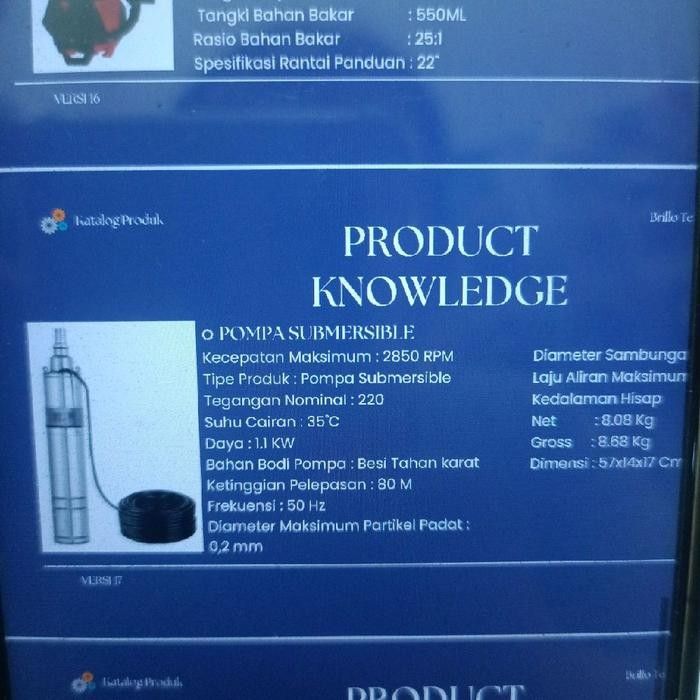 Tangki Bahan Bakar : 550ML
Rasio Bahan Bakar : 25:1
Spesifikasi Rantai Panduan : 22"
VERSI 16
Katalog Produk
Brillo Te
PRODUCT
KNOWLEDGE
POMPA SUBMERSIBLE
Kecepatan Maksimum : 2850 RPM
Tipe Produk : Pompa Submersible
Tegangan Nominal : 220
Suhu Cairan : 35°C
Daya : 1.1 KW
Bahan Bodi Pompa : Besi Tahan karat
Ketinggian Pelepasan : 80 M
Frekuensi : 50 Hz
Diameter Maksimum Partikel Padat :
0,2 mm
Diameter Sambunga
Laju Aliran Maksimum
Kedalaman Hisap
Net : 8.08 Kg
Gross : 8.68 Kg
Dimensi : 57x14x17 Cm
VERSI 17
Katalog Produk
Brillo Te
PRODUCT